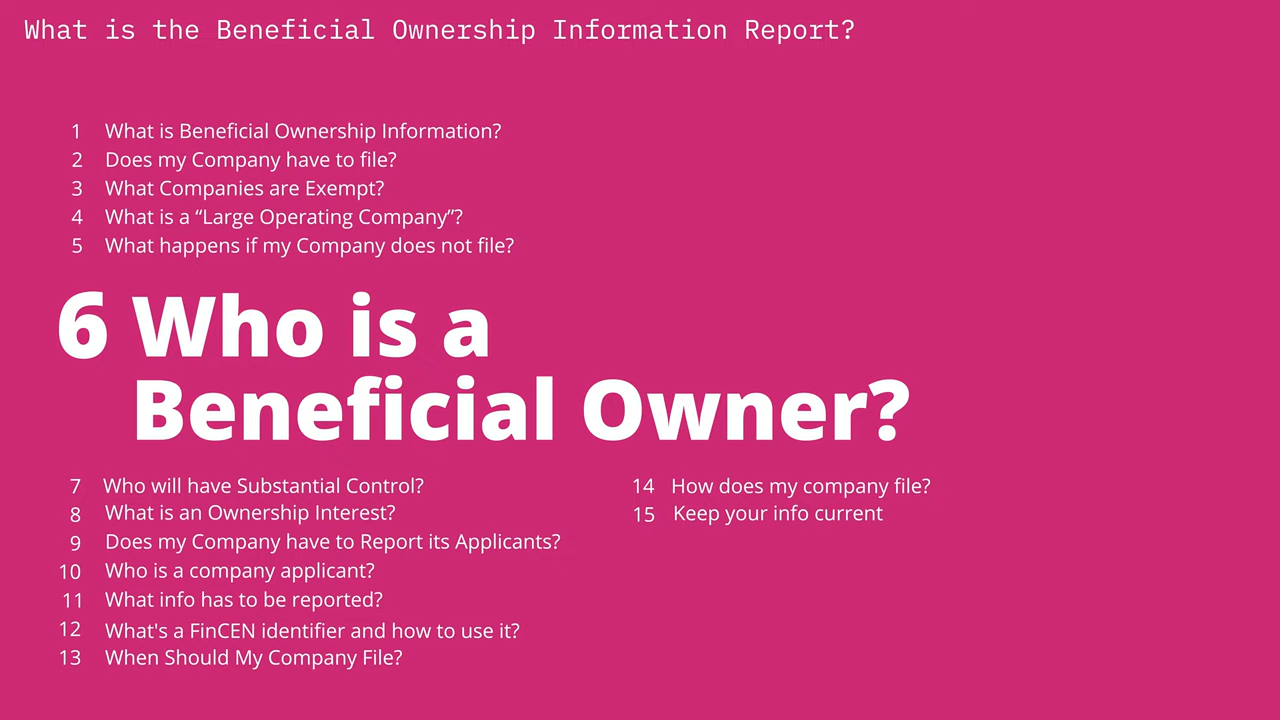 What is the Beneficial Ownership Information Report?
1 What is Beneficial Ownership Information?
2 Does my Company have to file?
3 What Companies are Exempt?
4 What is a “Large Operating Company”?
5 What happens if my Company does not file?
6 Who is a
Beneficial Owner?
7 Who will have Substantial Control?
8 What is an Ownership Interest?
9 Does my Company have to Report its Applicants?
10 Who is a company applicant?
11 What info has to be reported?
12 What's a FinCEN identifier and how to use it?
13 When Should My Company File?
14 How does my company file?
15 Keep your info current